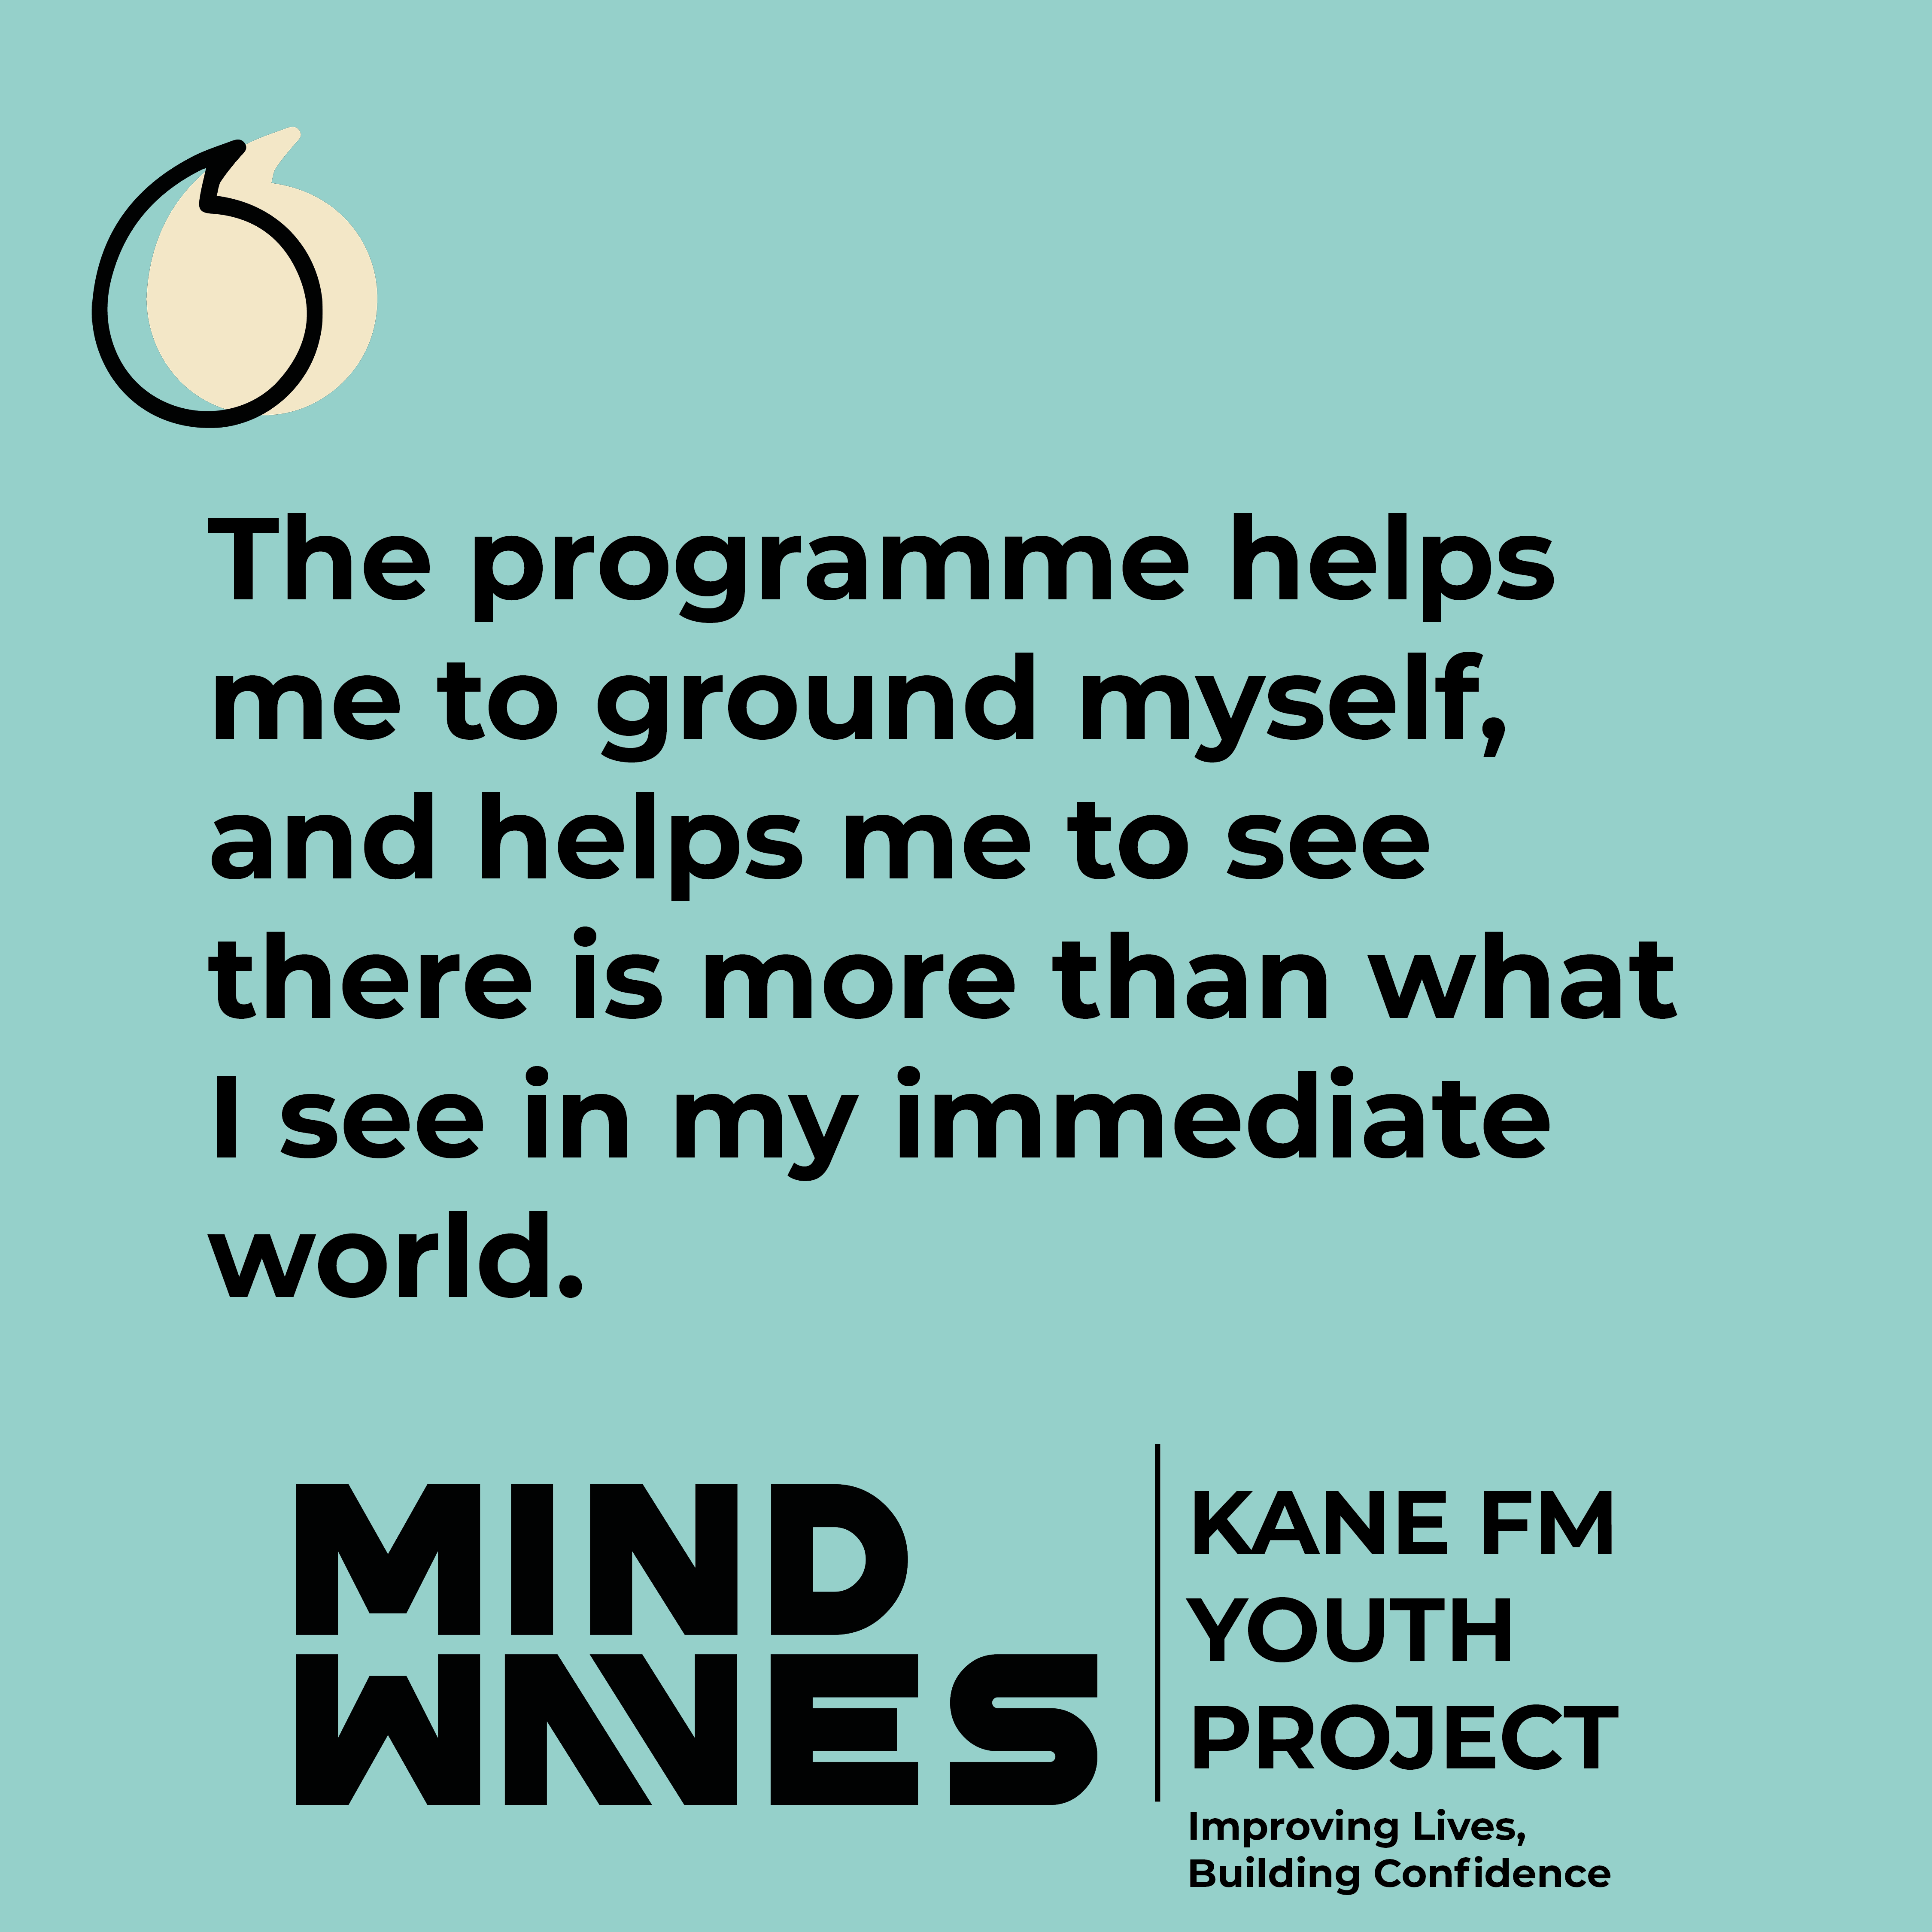 The programme helps
me to ground myself,
and helps me to see
there is more than what
I see in my immediate
world.
MIND
WAVES
KANE FM
YOUTH
PROJECT
Improving Lives,
Building Confidence